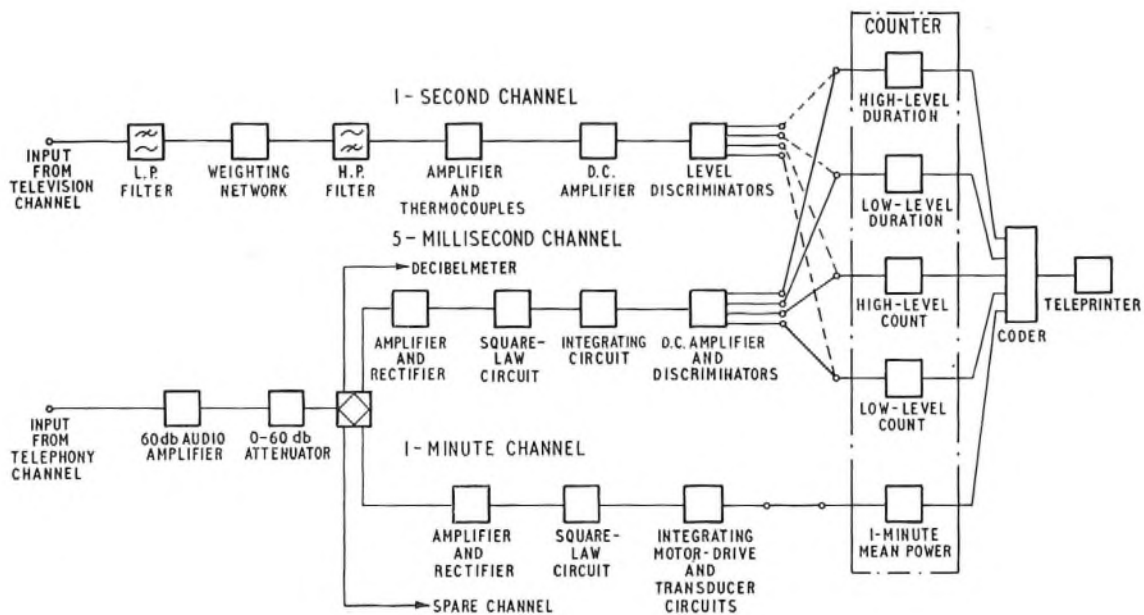 COUNTER
HIGH-LEVEL
DURATION
LOW-LEVEL
DURATION
HIGH-LEVEL
COUNT
LOW-LEVEL
COUNT
1-MINUTE
MEAN POWER
CODER
TELEPRINTER
1-SECOND CHANNEL
INPUT
FROM
TELEVISION
CHANNEL
L.P.
FILTER
WEIGHTING
NETWORK
H.P.
FILTER
AMPLIFIER
AND
THERMOCOUPLES
D.C.
AMPLIFIER
LEVEL
DISCRIMINATORS
5-MILLISECOND CHANNEL
DECIBELMETER
AMPLIFIER
AND
RECTIFIER
SQUARE-
LAW
CIRCUIT
INTEGRATING
CIRCUIT
D.C. AMPLIFIER
AND
DISCRIMINATORS
INPUT
FROM
TELEPHONY
CHANNEL
60db AUDIO
AMPLIFIER
0-60 db
ATTENUATOR
1-MINUTE CHANNEL
AMPLIFIER
AND
RECTIFIER
SQUARE-
LAW
CIRCUIT
INTEGRATING
MOTOR-DRIVE
AND
TRANSDUCER
CIRCUITS
SPARE CHANNEL